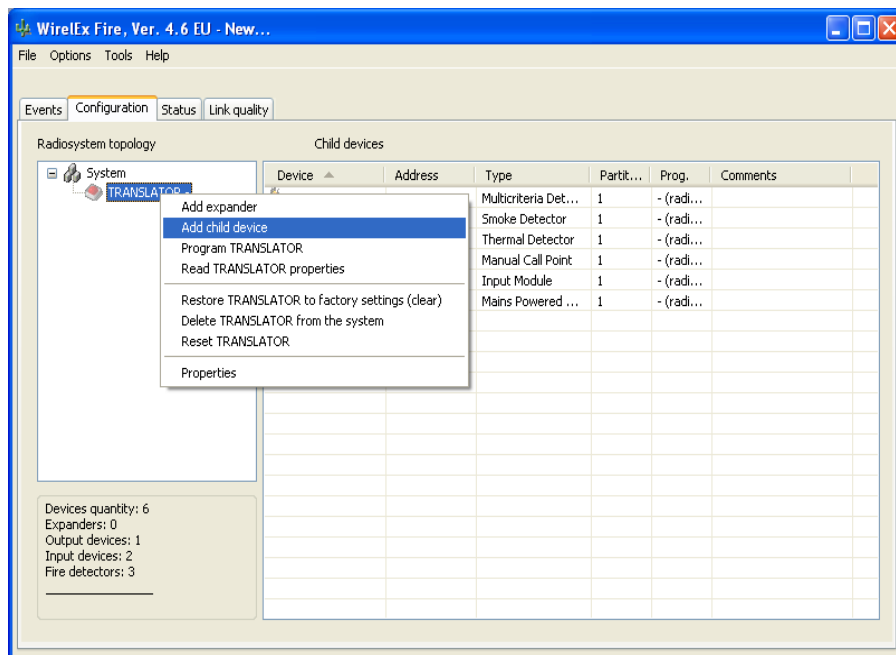 WirelEx Fire, Ver. 4.6 EU - New...
File Options Tools Help
Events Configuration Status Link quality
Radiosystem topology Child devices
System
TRANSLATOR -
Device Address Type Partit... Prog. Comments
Multicriteria Det... 1 - (radi...
Smoke Detector 1 - (radi...
Thermal Detector 1 - (radi...
Manual Call Point 1 - (radi...
Input Module 1 - (radi...
Mains Powered ... 1 - (radi...
Add expander
Add child device
Program TRANSLATOR
Read TRANSLATOR properties
Restore TRANSLATOR to factory settings (clear)
Delete TRANSLATOR from the system
Reset TRANSLATOR
Properties
Devices quantity: 6
Expanders: 0
Output devices: 1
Input devices: 2
Fire detectors: 3